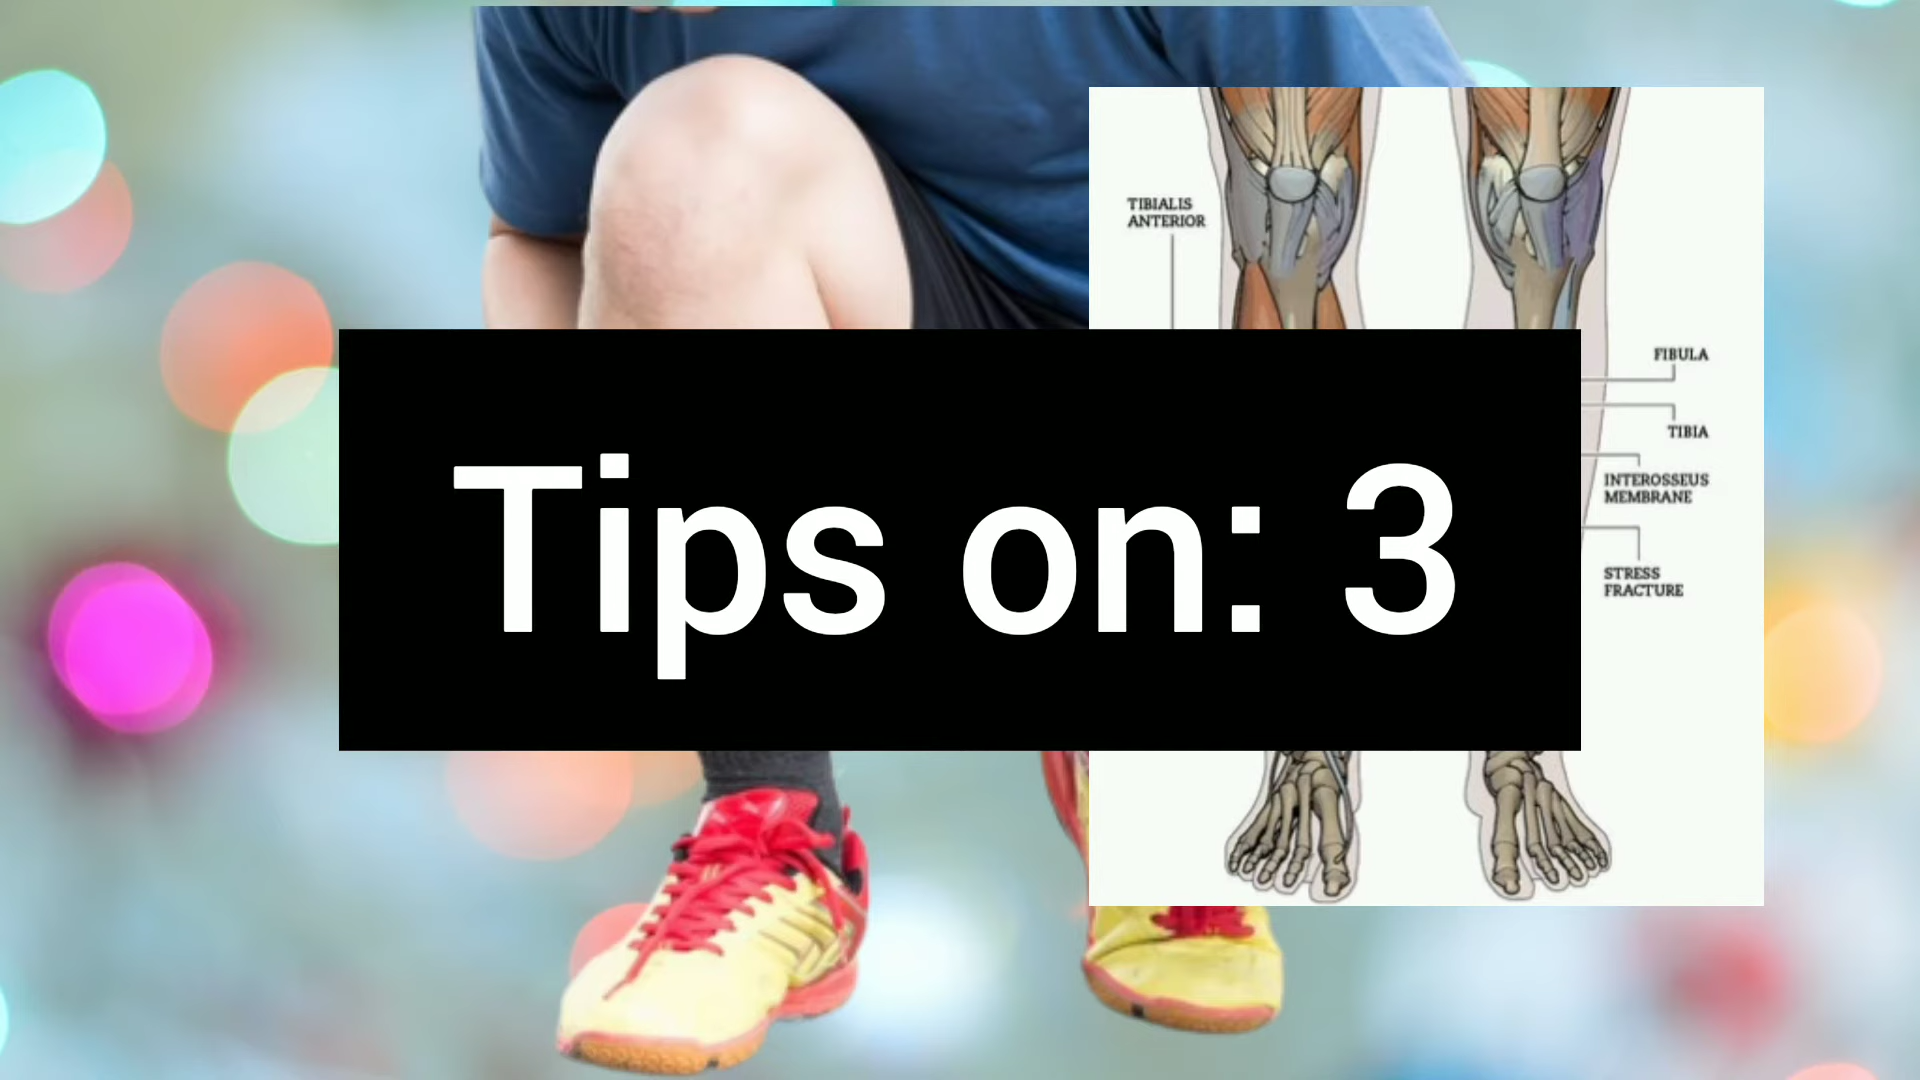 TIBIALIS
ANTERIOR
FIBULA
TIBIA
Tips on: 3
INTEROSSEUS
MEMBRANE
STRESS
FRACTURE